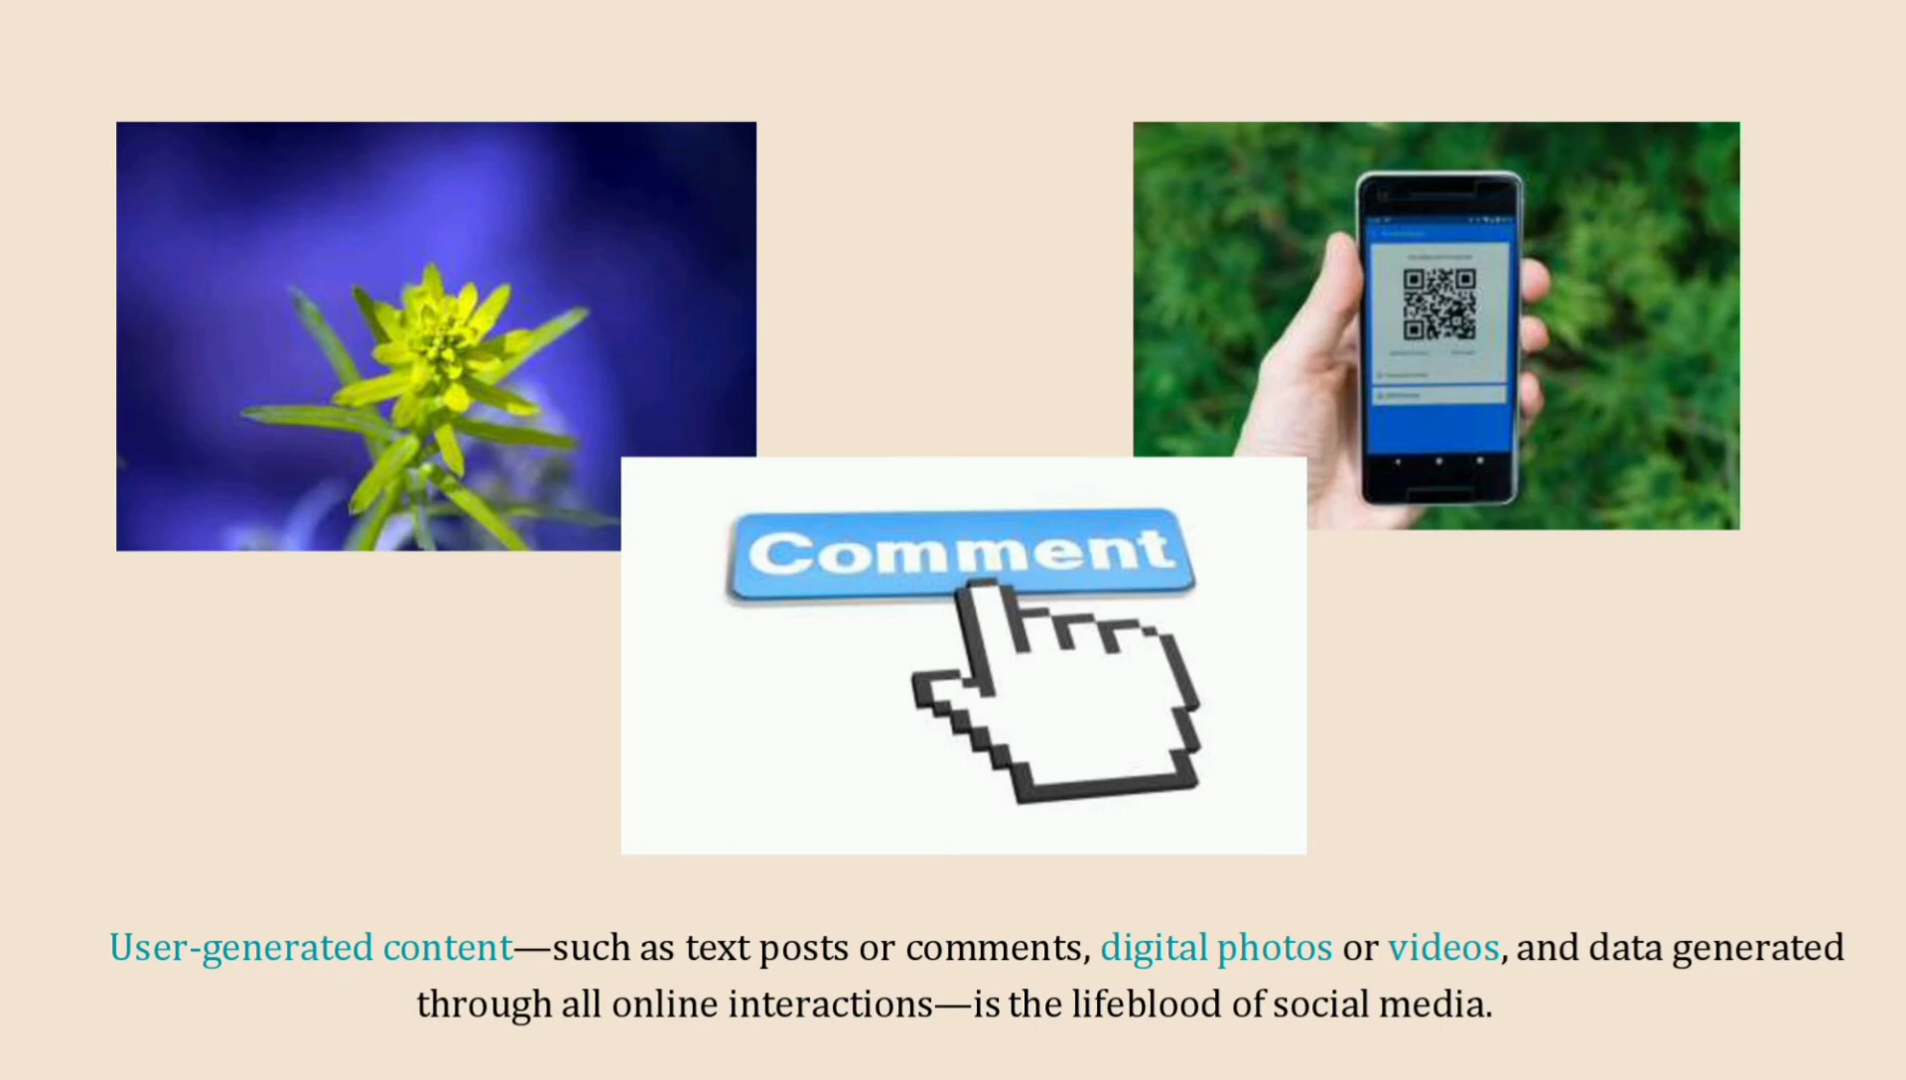 Comment
User-generated content—such as text posts or comments, digital photos or videos, and data generated
through all online interactions—is the lifeblood of social media.